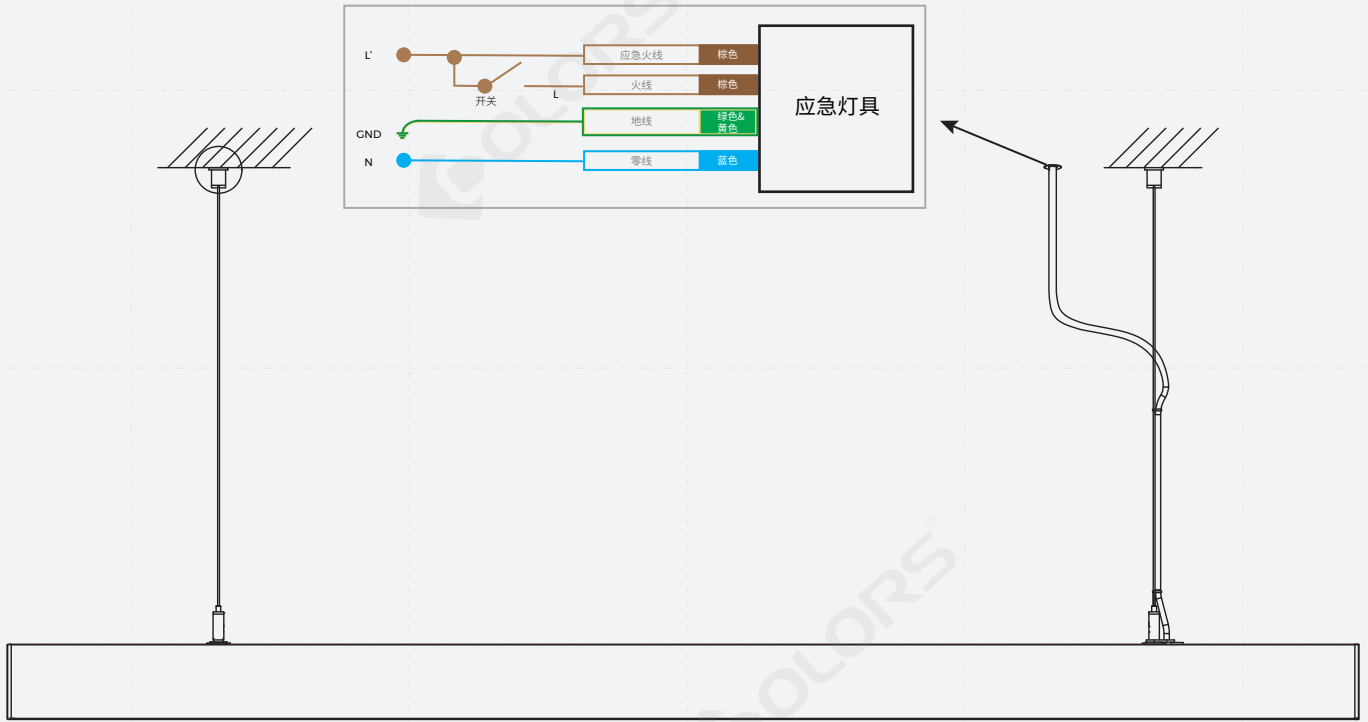 L' 应急火线 棕色
火线 棕色
L
开关
应急灯具
地线 绿色&
黄色
GND
N 零线 蓝色
COLORS
COLORS®